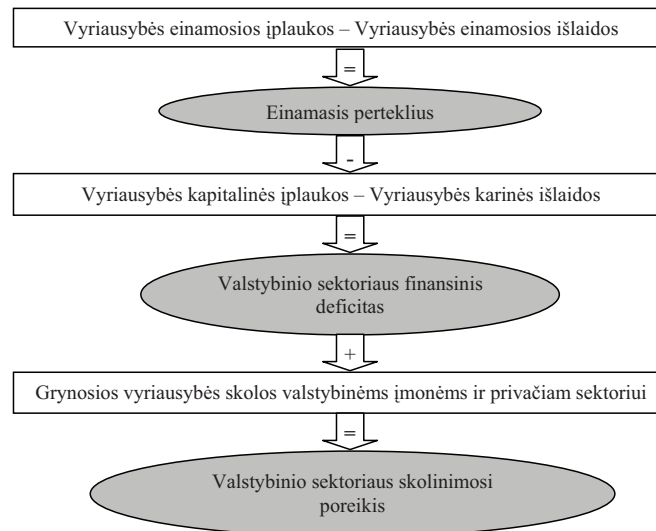 Vyriausybės einamosios įplaukos – Vyriausybės einamosios išlaidos
=
Einamasis perteklius
-
Vyriausybės kapitalinės įplaukos – Vyriausybės karinės išlaidos
=
Valstybinio sektoriaus finansinis
deficitas
+
Grynosios vyriausybės skolos valstybinėms įmonėms ir privačiam sektoriui
=
Valstybinio sektoriaus skolinimosi
poreikis